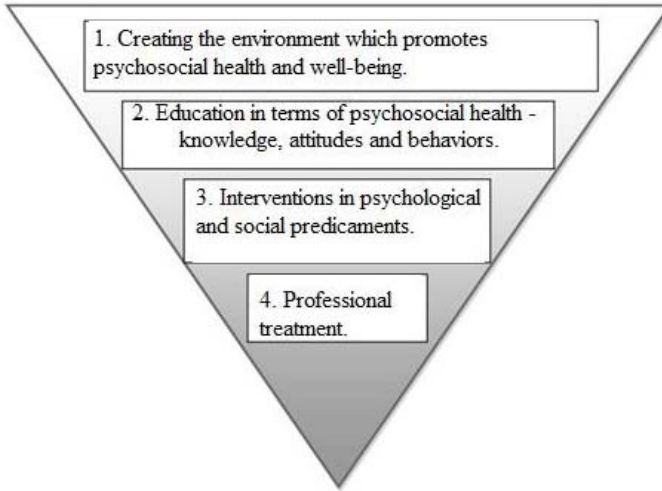 1. Creating the environment which promotes
psychosocial health and well-being.
2. Education in terms of psychosocial health -
knowledge, attitudes and behaviors.
3. Interventions in psychological
and social predicaments.
4. Professional
treatment.